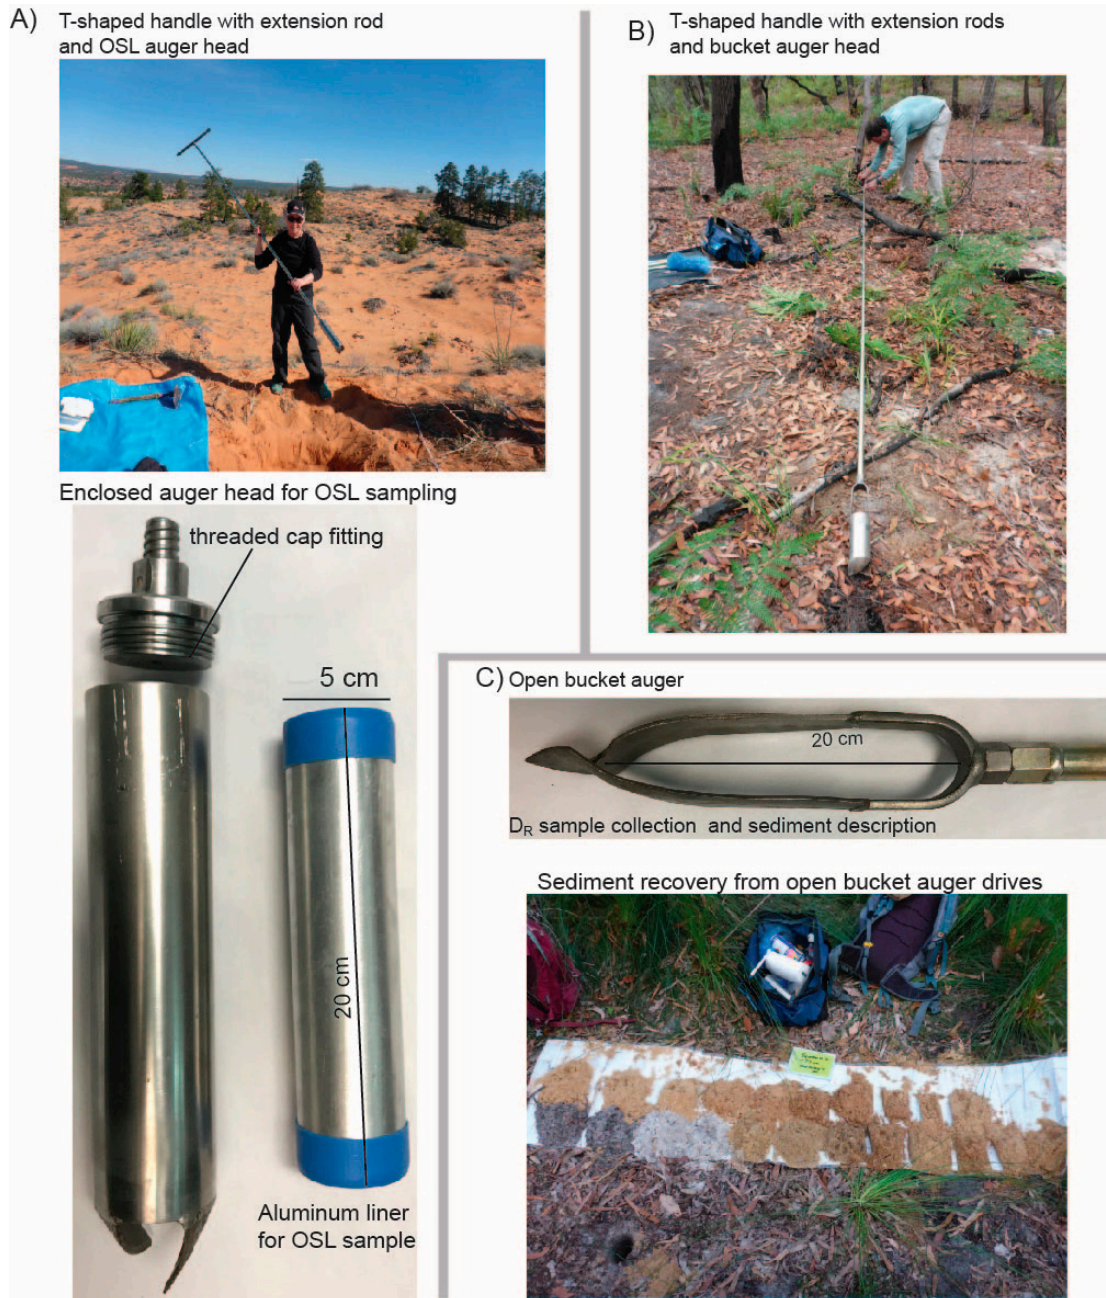 A)
T-shaped handle with extension rod
and OSL auger head
B)
T-shaped handle with extension rods
and bucket auger head
Enclosed auger head for OSL sampling
threaded cap fitting
5 cm
20 cm
Aluminum liner
for OSL sample
C) Open bucket auger
20 cm
DR sample collection and sediment description
Sediment recovery from open bucket auger drives